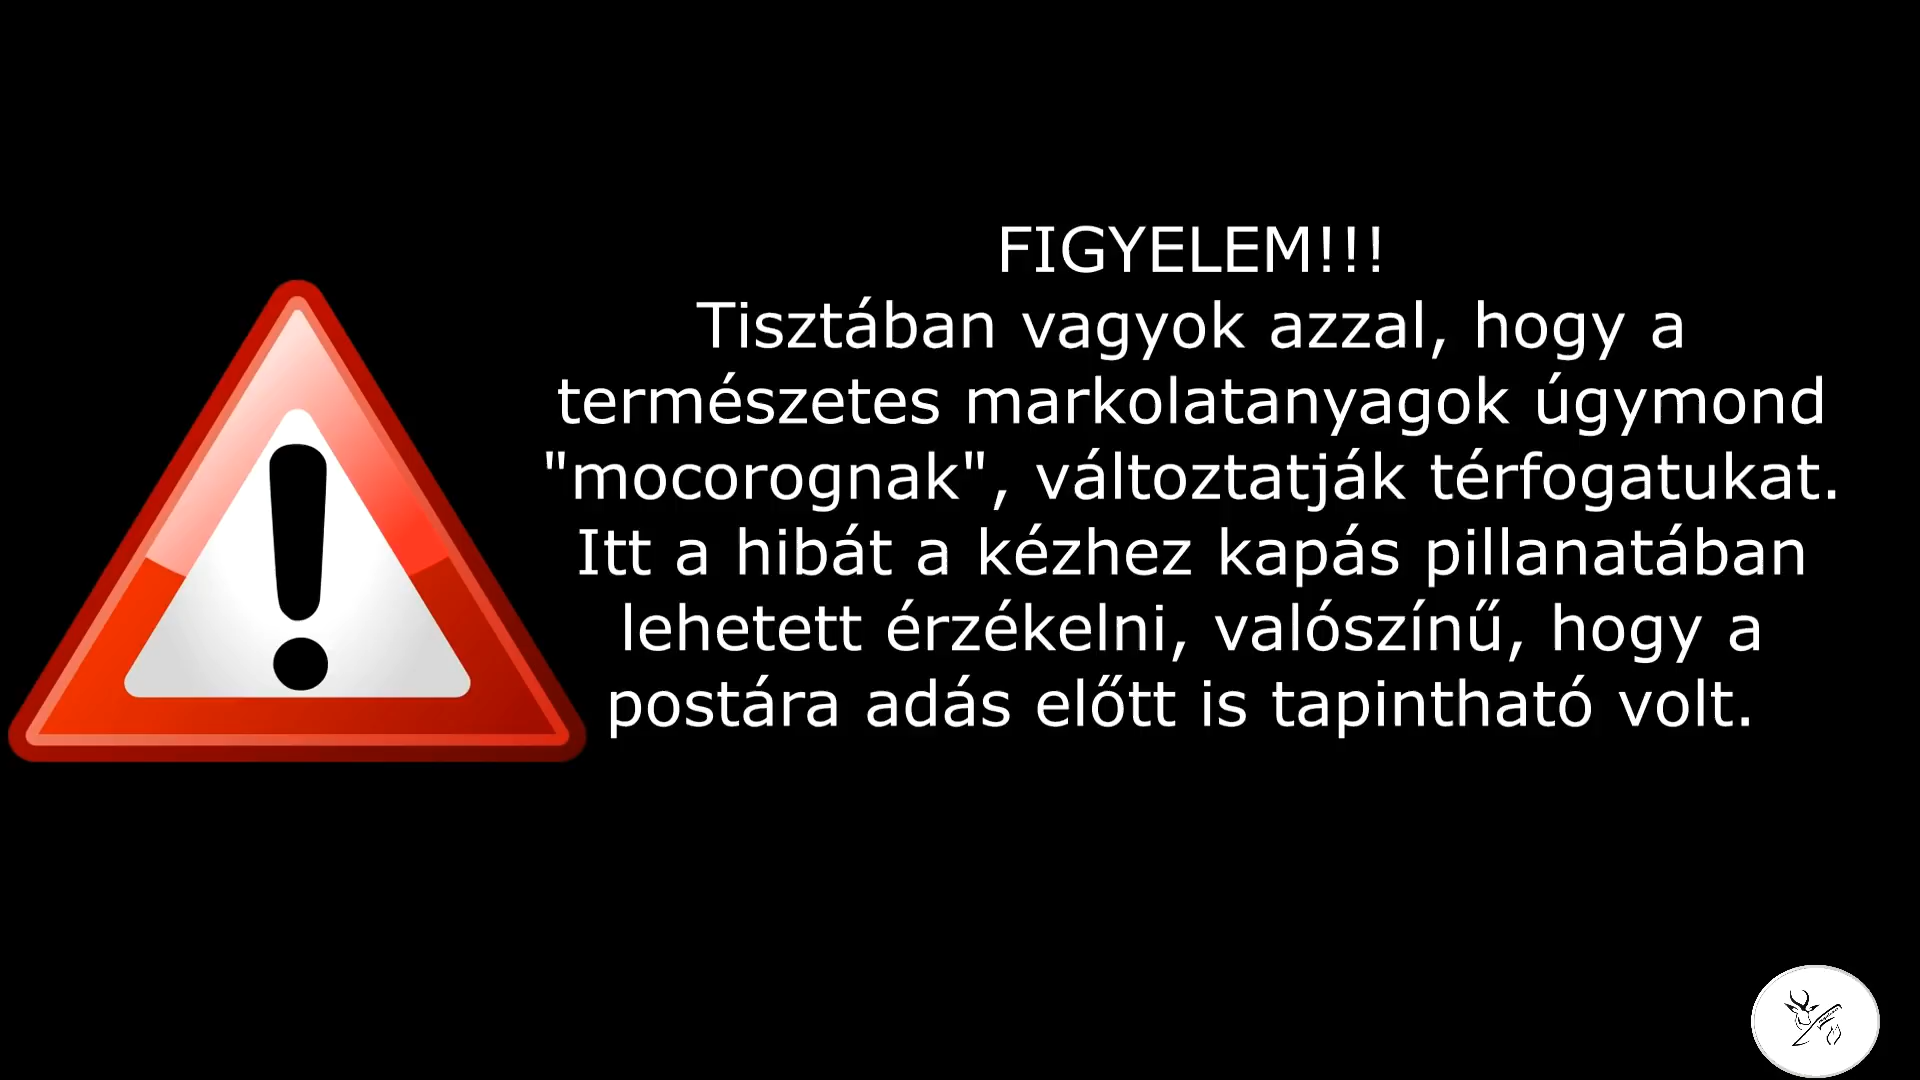 FIGYELEM!!!
Tisztában vagyok azzal, hogy a
természetes markolatanyagok úgymond
"mocorognak", változtatják térfogatukat.
Itt a hibát a kézhez kapás pillanatában
lehetett érzékelni, valószínű, hogy a
postára adás előtt is tapintható volt.